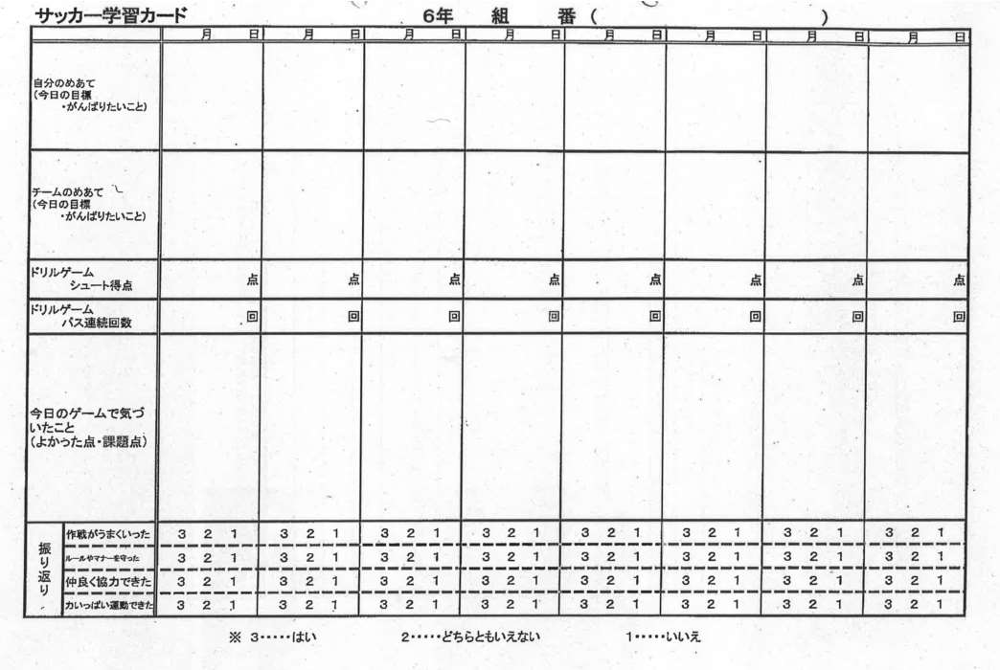 サッカー学習カード　6年　組　番（　）
月　日　月　日　月　日　月　日　月　日　月　日　月　日　月　日
自分のめあて
(今日の目標
・がんばりたいこと)
チームのめあて
(今日の目標
・がんばりたいこと)
ドリルゲーム
シュート得点　点　点　点　点　点　点　点　点
ドリルゲーム
パス連続回数　回　回　回　回　回　回　回　回
今日のゲームで気づ
いたこと
(よかった点・課題点)
振り返り
作戦がうまくいった　3 2 1　3 2 1　3 2 1　3 2 1　3 2 1　3 2 1　3 2 1　3 2 1
ルールやマナーを守った　3 2 1　3 2 1　3 2 1　3 2 1　3 2 1　3 2 1　3 2 1　3 2 1
仲良く協力できた　3 2 1　3 2 1　3 2 1　3 2 1　3 2 1　3 2 1　3 2 1　3 2 1
力いっぱい運動できた　3 2 1　3 2 1　3 2 1　3 2 1　3 2 1　3 2 1　3 2 1　3 2 1
※ 3・・・・・はい　2・・・・・どちらともいえない　1・・・・・いいえ